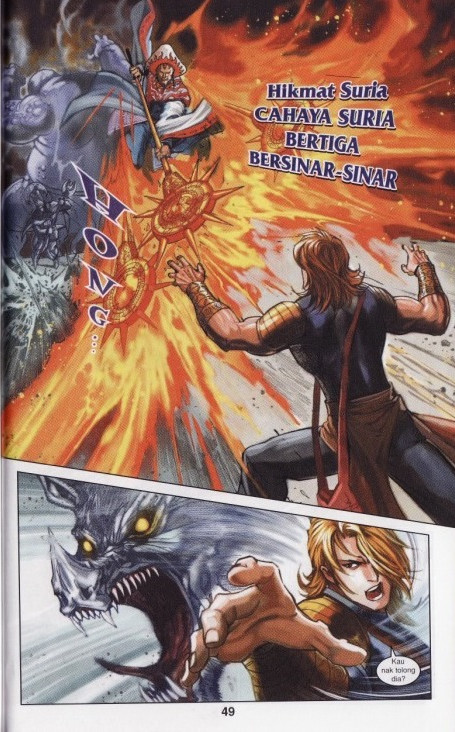 Hikmat Suria
CAHAYA SURIA
BERTIGA
BERSINAR-SINAR
HONG...
Kau
nak tolong
dia?
49